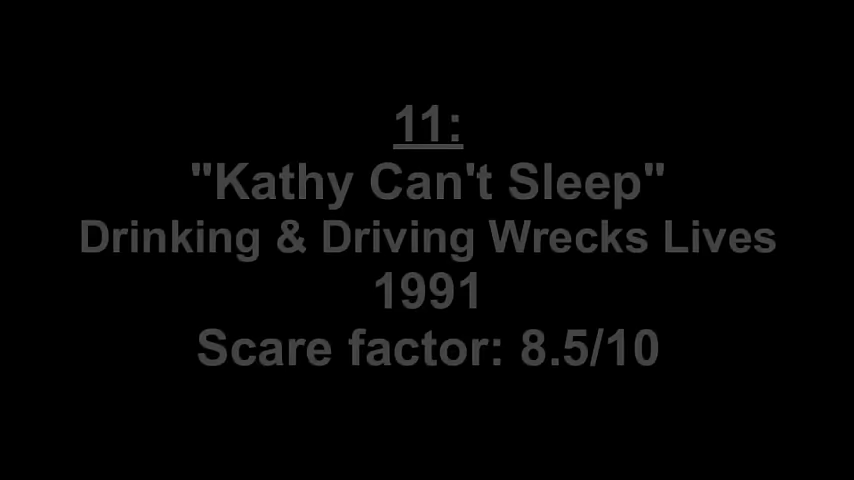 11:
"Kathy Can't Sleep"
Drinking & Driving Wrecks Lives
1991
Scare factor: 8.5/10